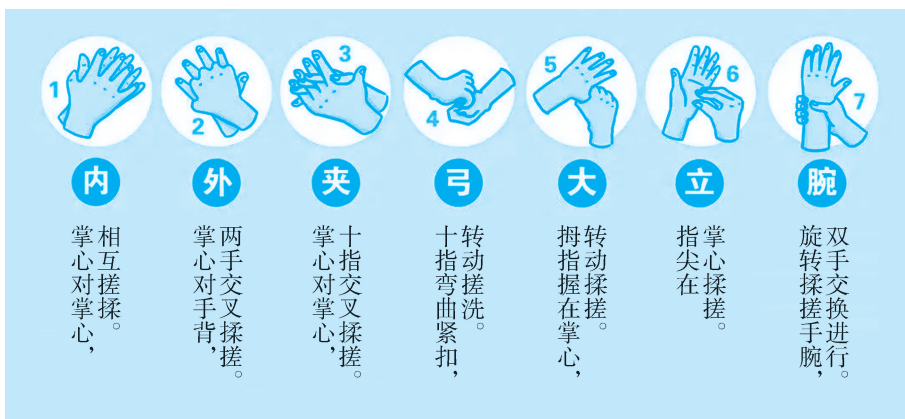 1
内
掌心对掌心，
相互搓揉。
2
外
掌心对手背，
两手交叉揉搓。
3
夹
掌心对掌心，
十指交叉揉搓。
4
弓
十指弯曲紧扣，
转动搓洗。
5
大
拇指握在掌心，
转动揉搓。
6
立
指尖在
掌心揉搓。
7
腕
旋转揉搓手腕，
双手交换进行。